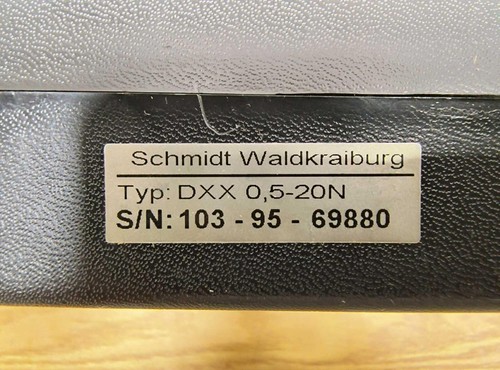 Schmidt Waldkraiburg
Typ: DXX 0,5-20N
S/N: 103 - 95 - 69880